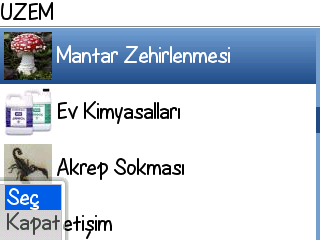 UZEM
Mantar Zehirlenmesi
Ev Kimyasalları
Akrep Sokması
Seç
Kapat
etişim